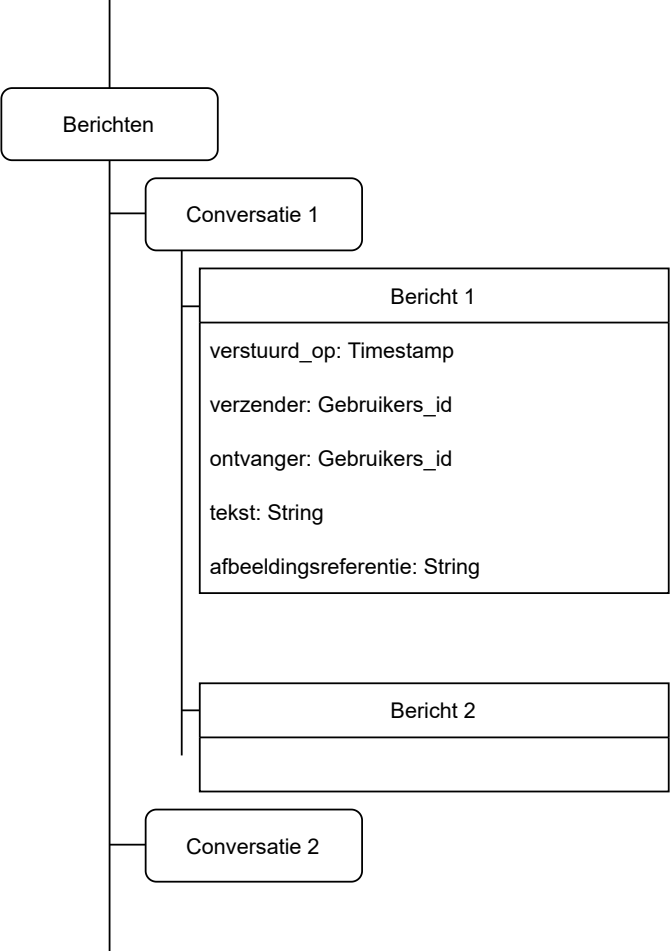 Berichten
Conversatie 1
Bericht 1
verstuurd_op: Timestamp
verzender: Gebruikers_id
ontvanger: Gebruikers_id
tekst: String
afbeeldingsreferentie: String
Bericht 2
Conversatie 2